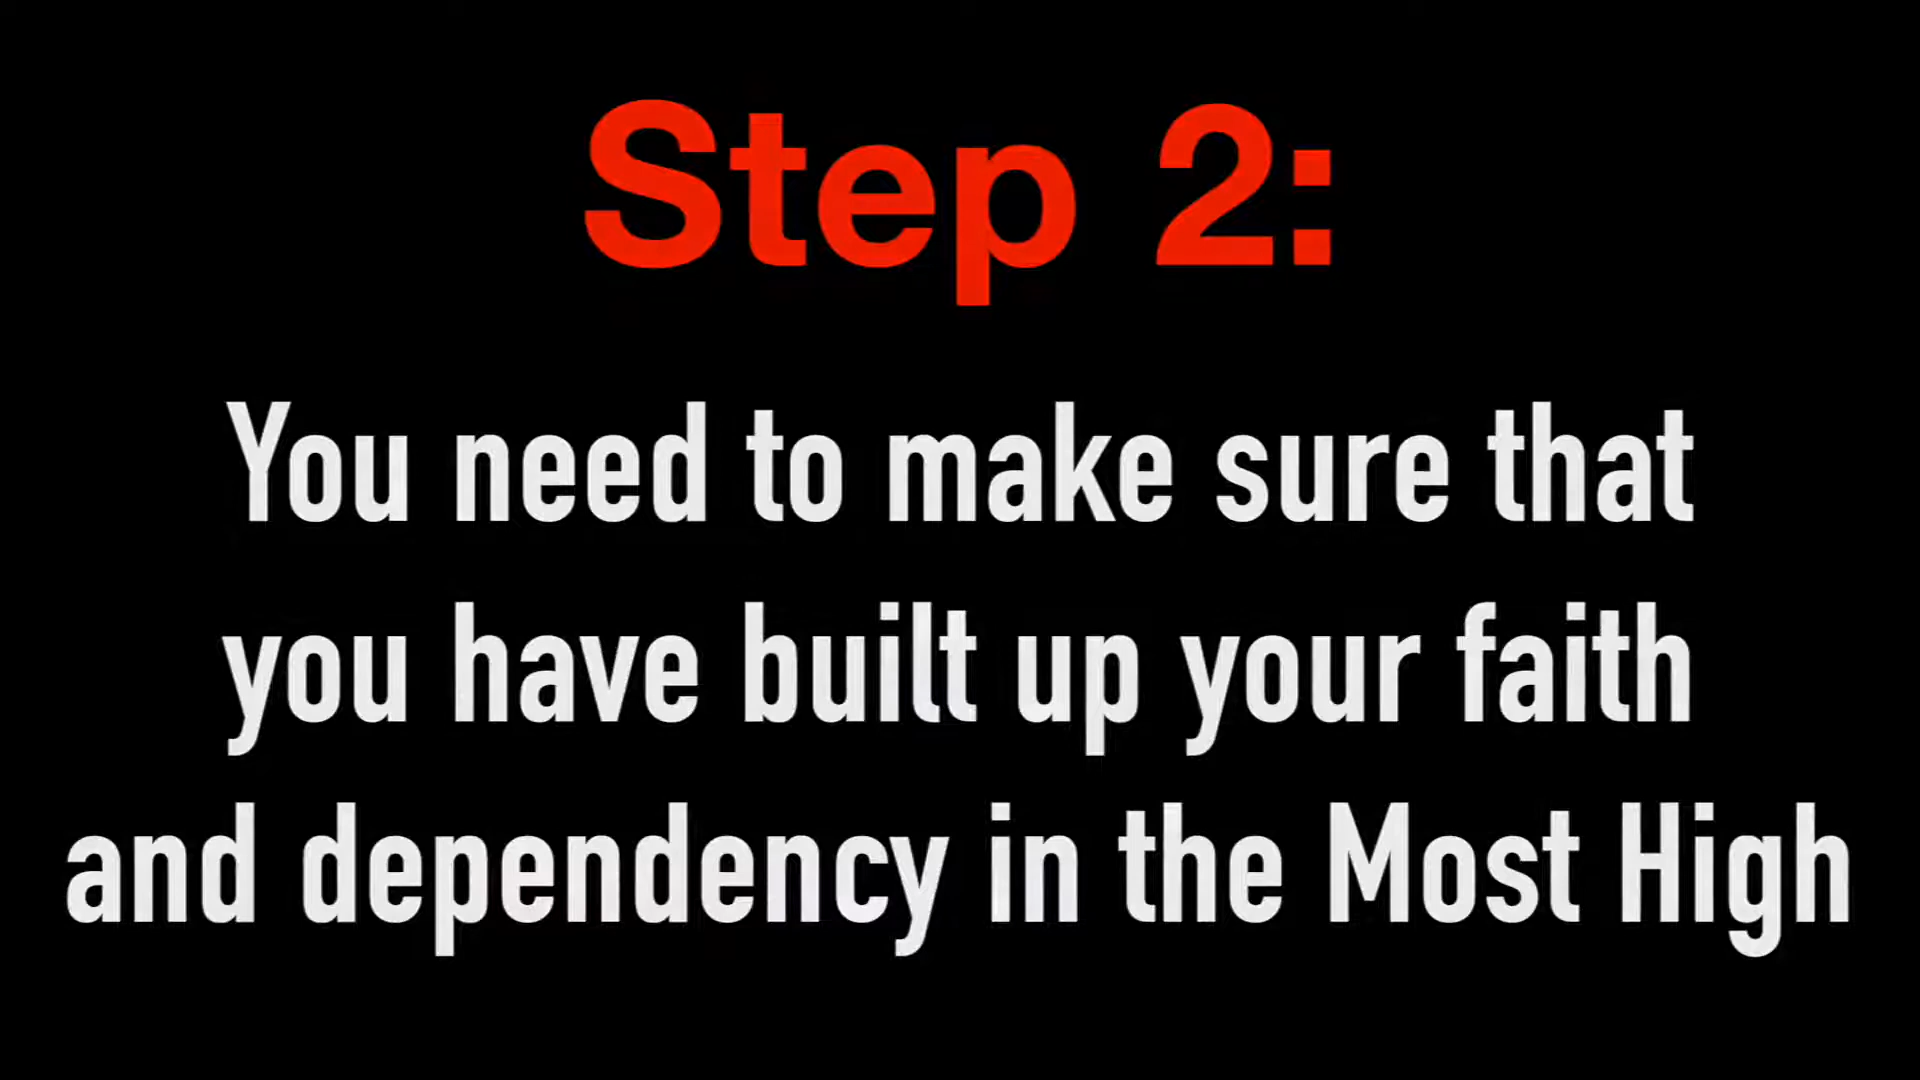 Step 2:
You need to make sure that
you have built up your faith
and dependency in the Most High